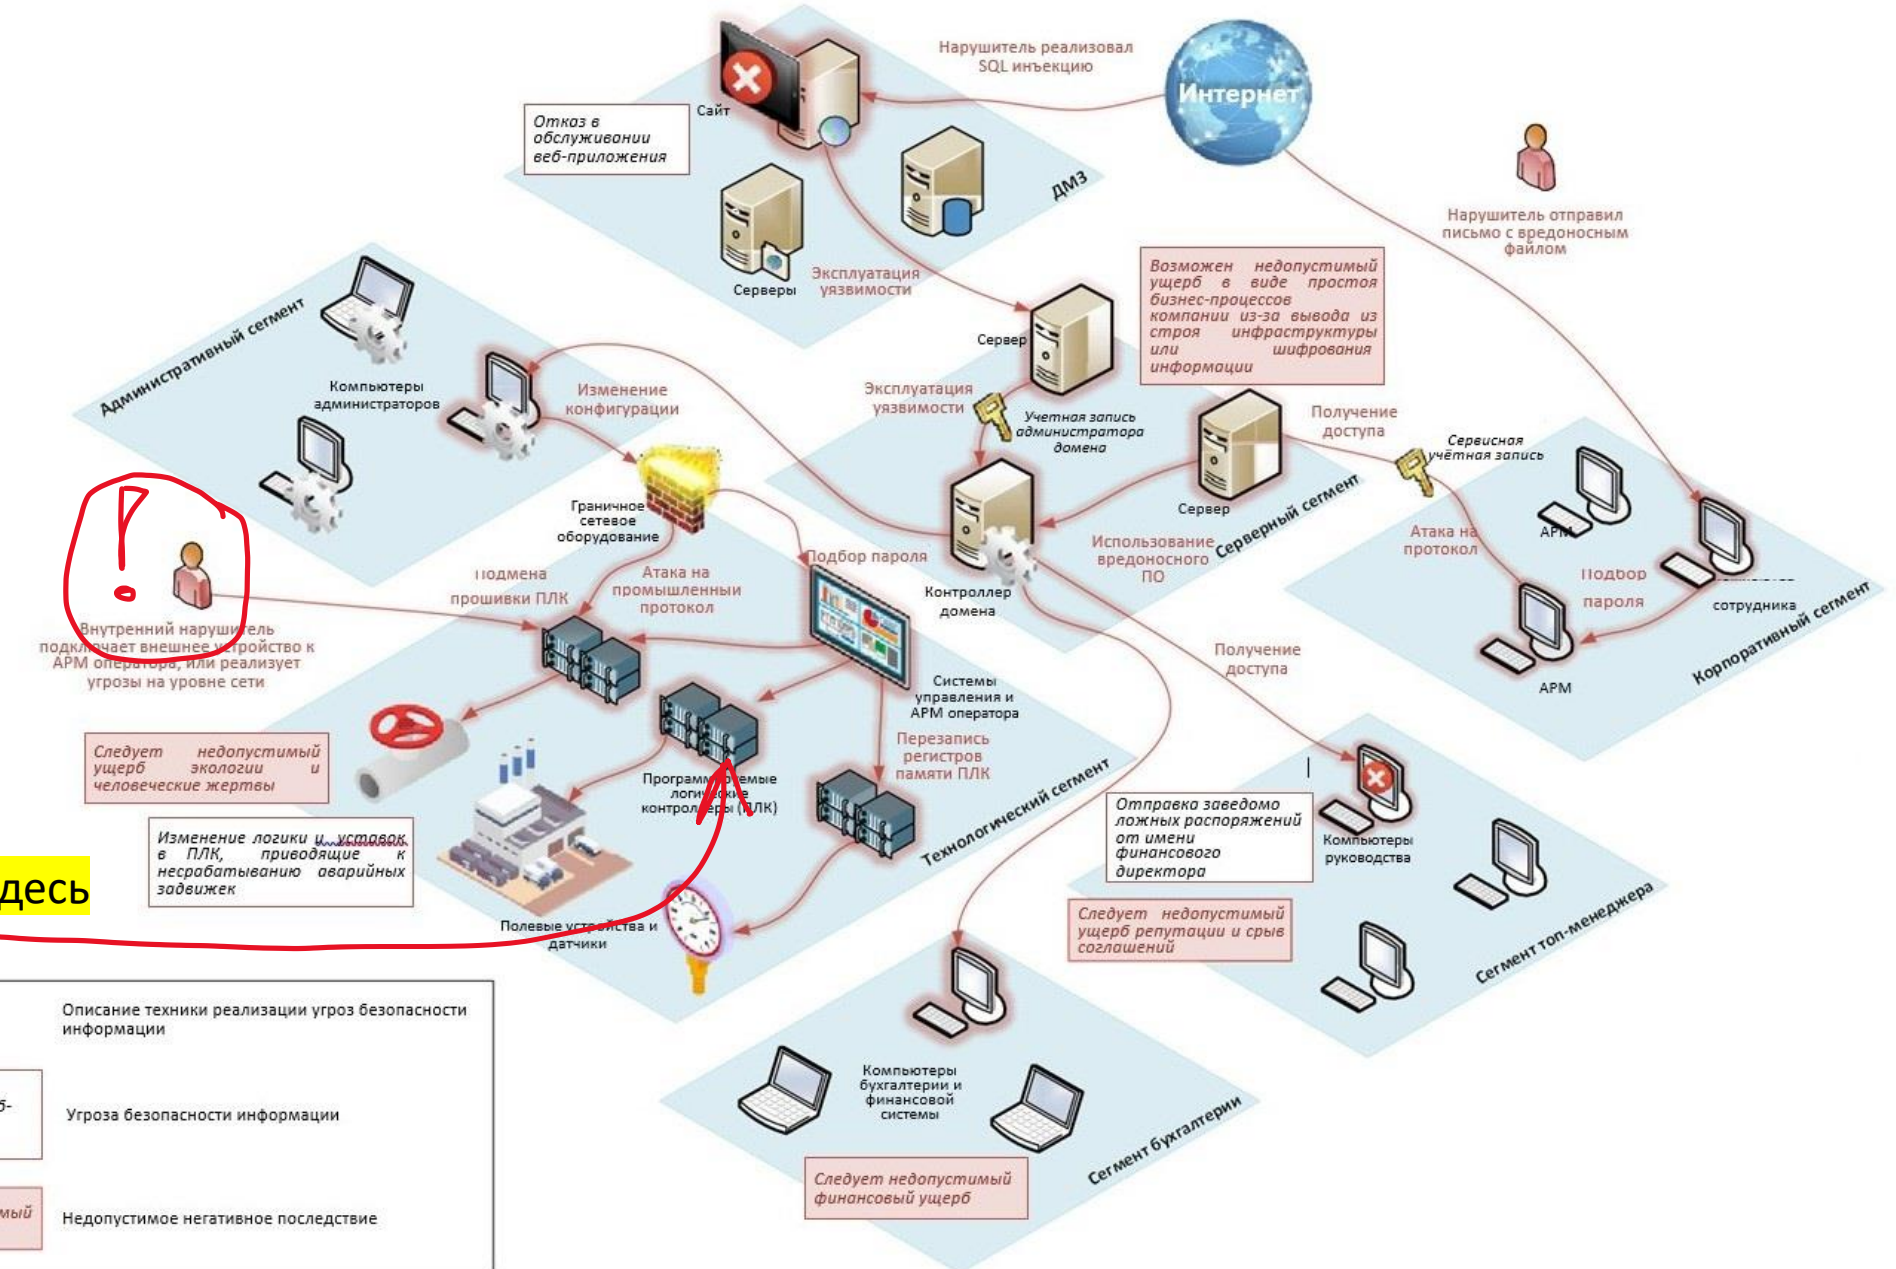 Нарушитель реализовал
SQL инъекцию
Интернет
Сайт
Отказ в
обслуживании
веб-приложения
ДМЗ
Нарушитель отправил
письмо с вредоносным
файлом
Серверы
Эксплуатация
уязвимости
Возможен недопустимый
ущерб в виде простоя
бизнес-процессов
компании из-за вывода из
строя инфраструктуры
или шифрования
информации
Административный сегмент
Компьютеры
администраторов
Изменение
конфигурации
Сервер
Эксплуатация
уязвимости
Учетная запись
администратора
домена
Получение
доступа
Сервисная
учётная запись
Сервер
Серверный сегмент
Граничное
сетевое
оборудование
Использование
вредоносного
ПО
Атака на
протокол
АРМ
Подбор
пароля
сотрудника
АРМ
Корпоративный сегмент
!
Внутренний нарушитель
подключает внешнее устройство к
АРМ оператора, или реализует
угрозы на уровне сети
Подмена
прошивки ПЛК
Атака на
промышленный
протокол
Подбор пароля
Контроллер
домена
Получение
доступа
Системы
управления и
АРМ оператора
Следует недопустимый
ущерб экологии и
человеческие жертвы
Программируемые
логические
контроллеры (ПЛК)
Перезапись
регистров
памяти ПЛК
Технологический сегмент
Изменение логики и уставок
в ПЛК, приводящие к
несрабатыванию аварийных
задвижек
десь
Полевые устройства и
датчики
Отправка заведомо
ложных распоряжений
от имени
финансового
директора
Компьютеры
руководства
Следует недопустимый
ущерб репутации и срыв
соглашений
Сегмент топ-менеджера
Компьютеры
бухгалтерии и
финансовой
системы
Следует недопустимый
финансовый ущерб
Сегмент бухгалтерии
Описание техники реализации угроз безопасности
информации
б-
Угроза безопасности информации
мый
Недопустимое негативное последствие